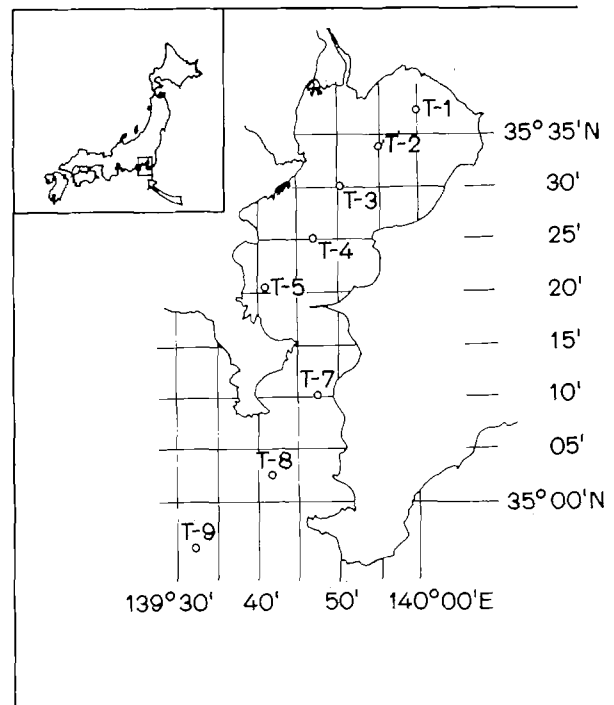 T-1
35° 35' N
T-2
30'
T-3
25'
T-4
T-5
20'
15'
T-7
10'
05'
T-8
35° 00' N
T-9
139° 30' 40' 50' 140° 00' E